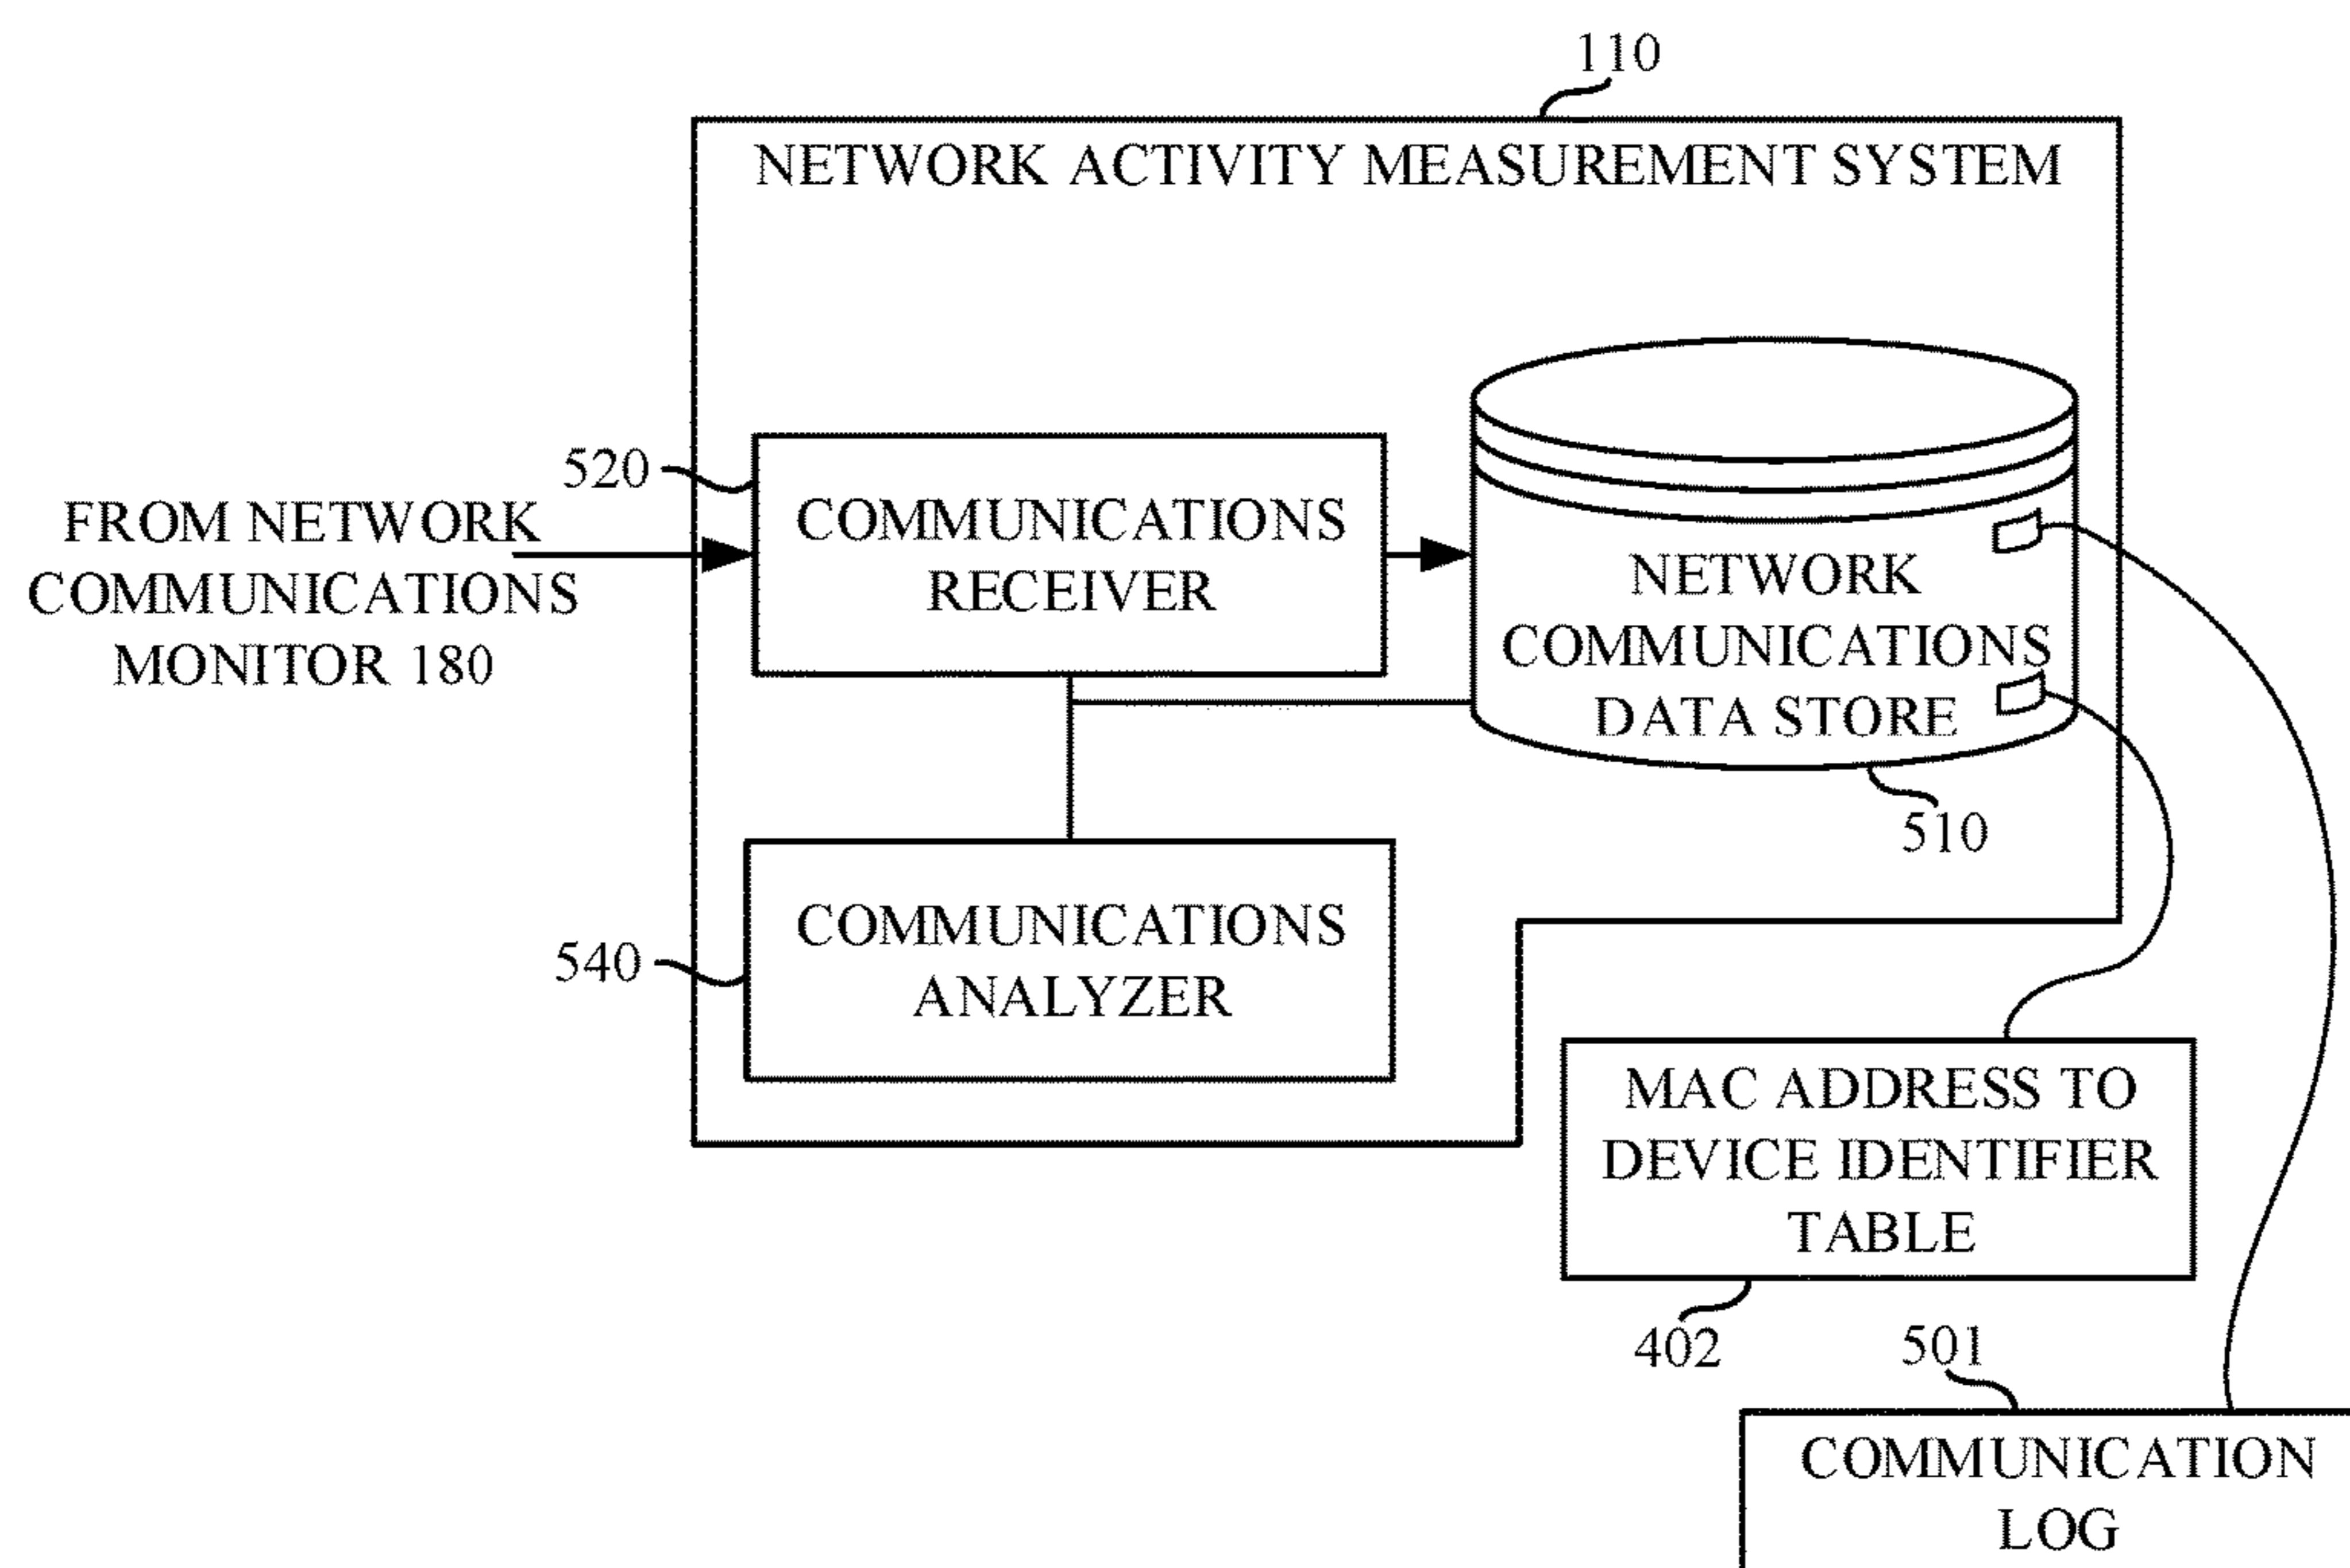 110
NETWORK ACTIVITY MEASUREMENT SYSTEM
520
FROM NETWORK
COMMUNICATIONS
MONITOR 180
COMMUNICATIONS
RECEIVER
NETWORK
COMMUNICATIONS
DATA STORE
510
540
COMMUNICATIONS
ANALYZER
MAC ADDRESS TO
DEVICE IDENTIFIER
TABLE
402
501
COMMUNICATION
LOG